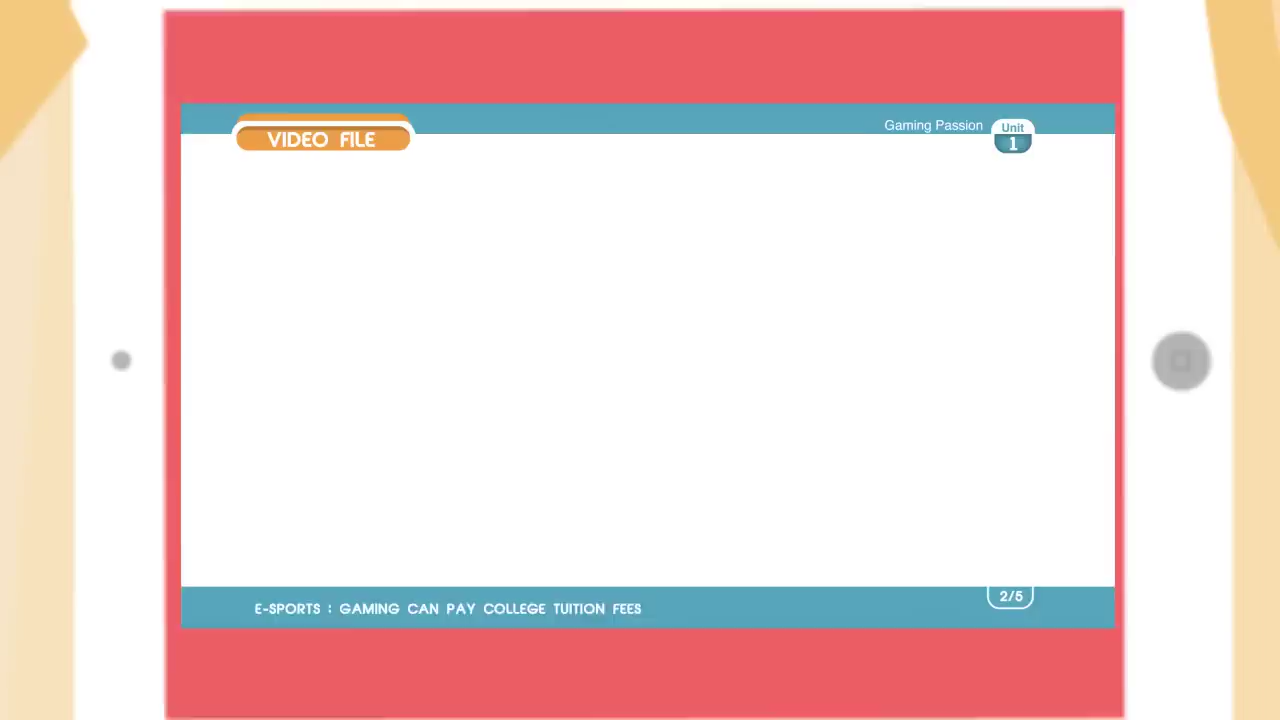 VIDEO FILE
Gaming Passion
Unit
1
E-SPORTS : GAMING CAN PAY COLLEGE TUITION FEES
2/5